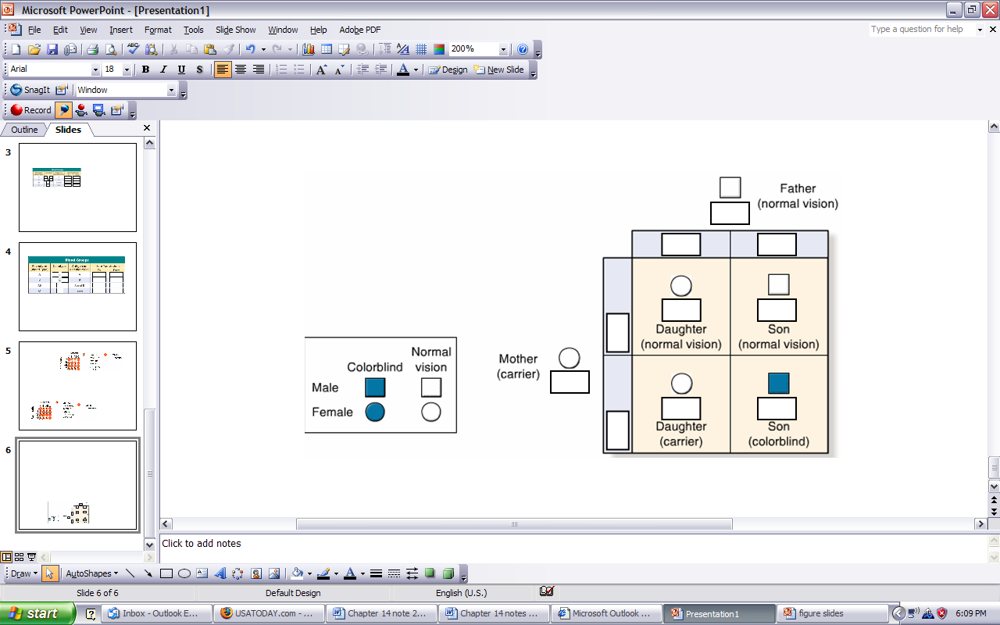 Microsoft PowerPoint - [Presentation1]
File Edit View Insert Format Tools Slide Show Window Help Adobe PDF
Type a question for help
200%
Arial 18 B I U S A A A Design New Slide
SnagIt Window
Record
Outline Slides
3
4
Blood Groups
5
6
Father
(normal vision)
Daughter
(normal vision)
Son
(normal vision)
Mother
(carrier)
Daughter
(carrier)
Son
(colorblind)
Normal
vision
Colorblind
Male
Female
Click to add notes
Draw AutoShapes
Slide 6 of 6 Default Design English (U.S.)
start Inbox - Outlook E... USATODAY.com - ... Chapter 14 note 2... Chapter 14 notes ... Microsoft Outlook ... Presentation1 figure slides 6:09 PM